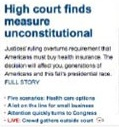 High court finds
measure
unconstitutional
Justices' ruling overturns requirement that
Americans must buy health insurance. The
decision will affect you, generations of
Americans and this fall's presidential race.
FULL STORY
Five scenarios: Health care options
A lot on the line for small business
Attention quickly turns to Congress
LIVE: Crowd gathers outside court